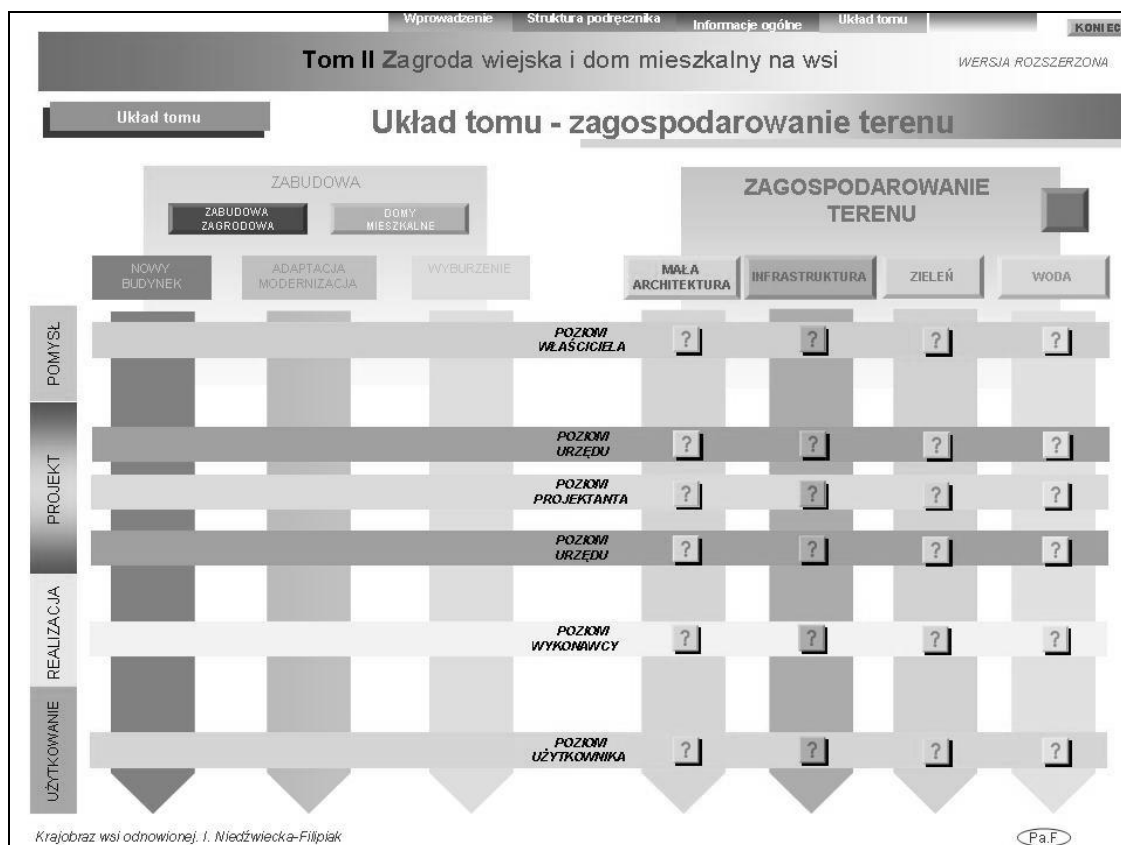 Wprowadzenie Struktura podręcznika Informacje ogólne Układ tomu
KONIEC
Tom II Zagroda wiejska i dom mieszkalny na wsi
WERSJA ROZSZERZONA
Układ tomu
Układ tomu - zagospodarowanie terenu
ZABUDOWA
ZABUDOWA
ZAGRODOWA
DOMY
MIESZKALNE
ZAGOSPODAROWANIE
TERENU
NOWY
BUDYNEK
ADAPTACJA
MODERNIZACJA
WYBURZENIE
MAŁA
ARCHITEKTURA
INFRASTRUKTURA
ZIELEŃ
WODA
POMYSŁ
POZIOM
WŁAŚCICIELA
? ? ? ?
PROJEKT
POZIOM
URZĘDU
? ? ? ?
POZIOM
PROJEKTANTA
? ? ? ?
POZIOM
URZĘDU
? ? ? ?
REALIZACJA
POZIOM
WYKONAWCY
? ? ? ?
UŻYTKOWANIE
POZIOM
UŻYTKOWNIKA
? ? ? ?
Krajobraz wsi odnowionej. I. Niedźwiecka-Filipiak
Pa.F